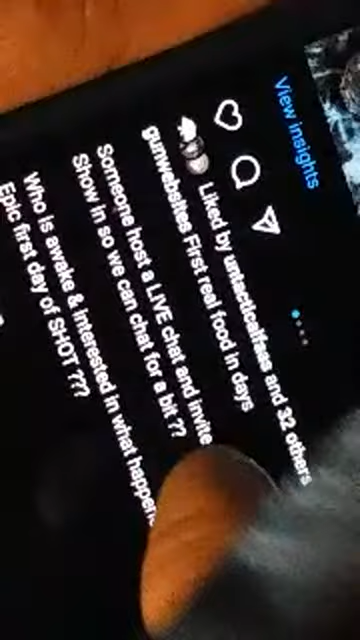 View insights
Liked by untacticalfaes and 32 others
gunwebsites First real food in days
Someone host a LIVE chat and invite
Show in so we can chat for a bit ??
Who is awake & interested in what
Epic first day of SHOT ???